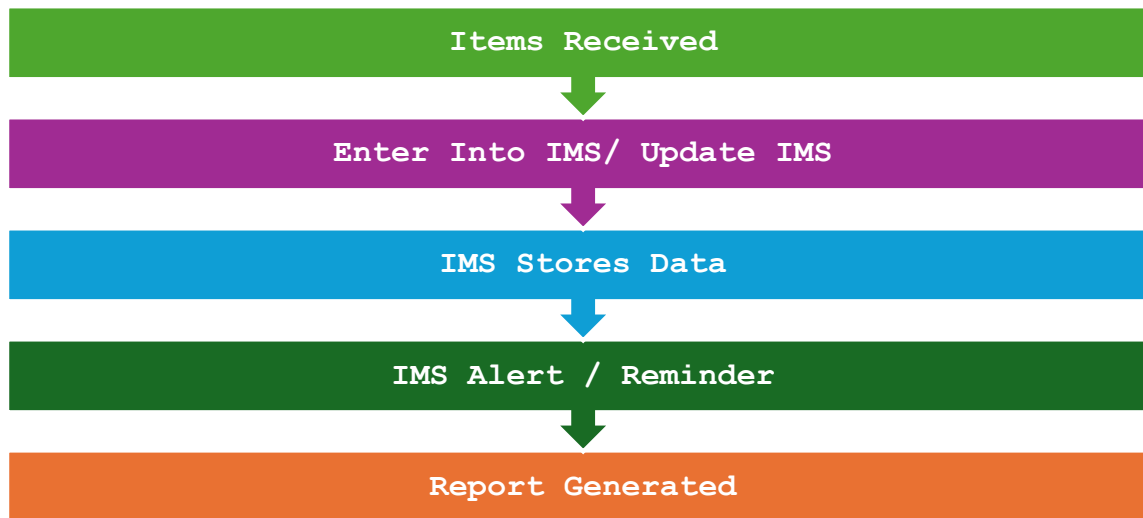 Items Received
Enter Into IMS/ Update IMS
IMS Stores Data
IMS Alert / Reminder
Report Generated